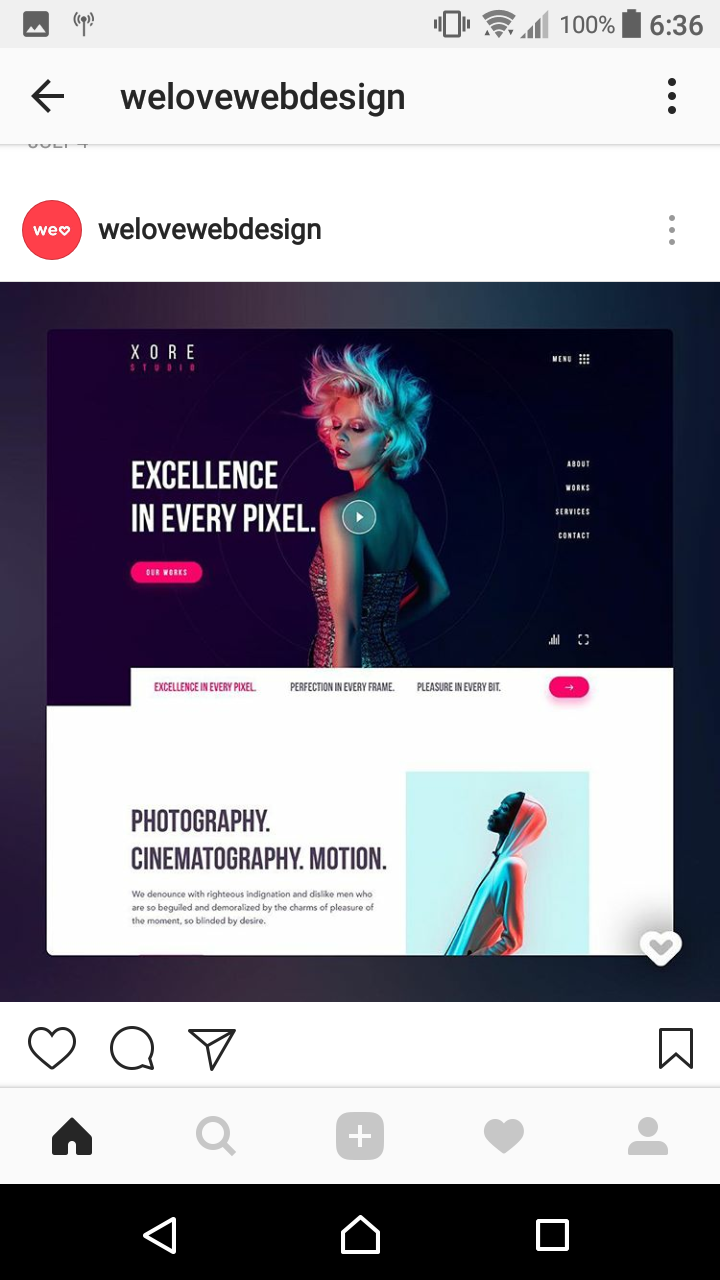 100% 6:36
welovewebdesign
JULY 4
we
welovewebdesign
XORE
STUDIO
MENU
EXCELLENCE
IN EVERY PIXEL.
ABOUT
WORKS
SERVICES
CONTACT
OUR WORKS
EXCELLENCE IN EVERY PIXEL. PERFECTION IN EVERY FRAME. PLEASURE IN EVERY BIT.
PHOTOGRAPHY.
CINEMATOGRAPHY. MOTION.
We denounce with righteous indignation and dislike men who
are so beguiled and demoralized by the charms of pleasure of
the moment, so blinded by desire.